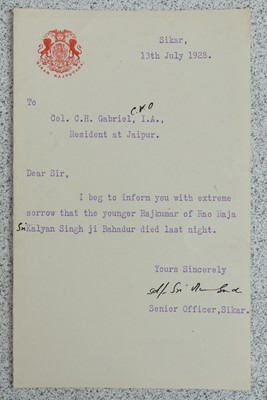 SIKAR RAJPUTANA
Sikar,
13th July 1928.
To
Col. C.H. Gabriel, I.A.,
Resident at Jaipur.
Dear Sir,
I beg to inform you with extreme
sorrow that the younger Rajkumar of Rao Raja
Sri Kalyan Singh ji Bahadur died last night.
Yours Sincerely
Senior Officer,Sikar.